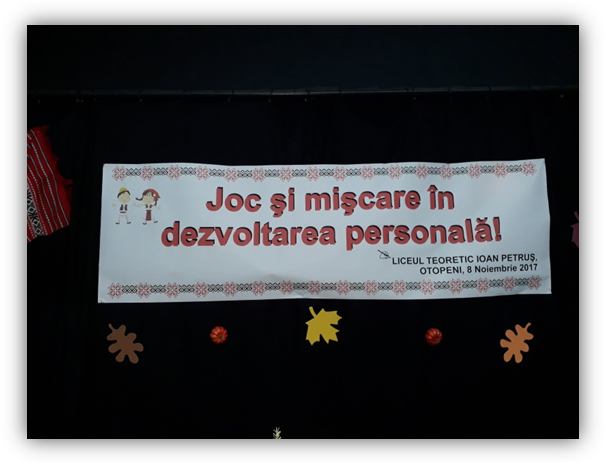 Joc şi mişcare în
dezvoltarea personală!
LICEUL TEORETIC IOAN PETRUŞ,
OTOPENI, 8 Noiembrie 2017